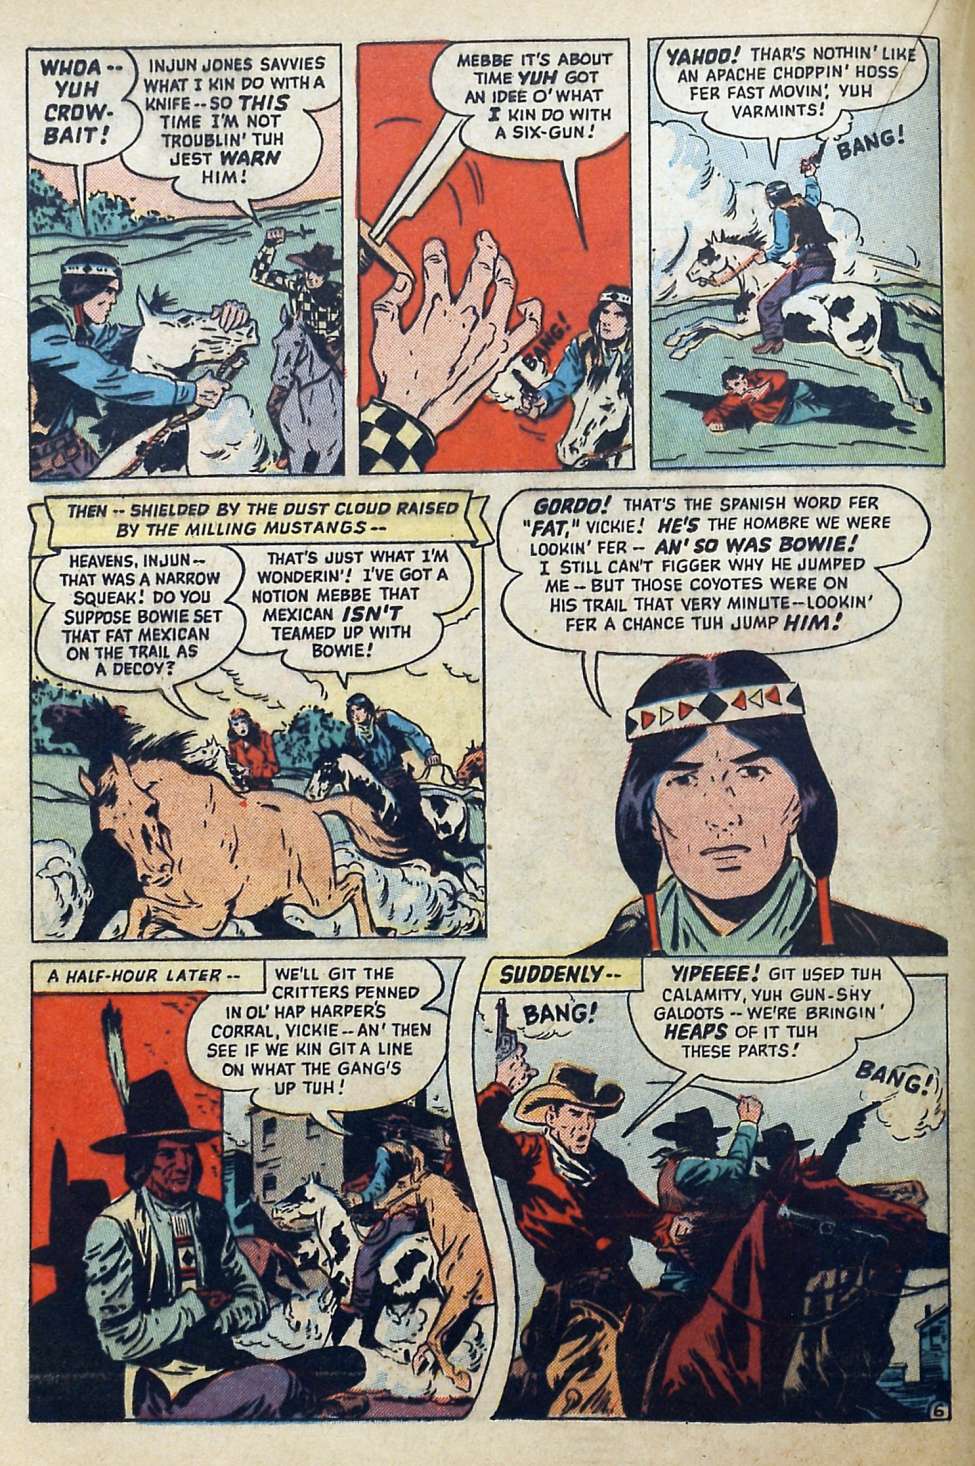 WHOA--
YUH
CROW-
BAIT!
INJUN JONES SAVVIES
WHAT I KIN DO WITH A
KNIFE--SO THIS
TIME I'M NOT
TROUBLIN' TUH
JEST WARN
HIM!
MEBBE IT'S ABOUT
TIME YUH GOT
AN IDEE O' WHAT
I KIN DO WITH
A SIX-GUN!
BANG!
YAHOO! THAR'S NOTHIN' LIKE
AN APACHE CHOPPIN' HOSS
FER FAST MOVIN', YUH
VARMINTS!
BANG!
THEN -- SHIELDED BY THE DUST CLOUD RAISED
BY THE MILLING MUSTANGS --
HEAVENS, INJUN--
THAT WAS A NARROW
SQUEAK! DO YOU
SUPPOSE BOWIE SET
THAT FAT MEXICAN
ON THE TRAIL AS
A DECOY?
THAT'S JUST WHAT I'M
WONDERIN'! I'VE GOT A
NOTION MEBBE THAT
MEXICAN ISN'T
TEAMED UP WITH
BOWIE!
GORDO! THAT'S THE SPANISH WORD FER
"FAT," VICKIE! HE'S THE HOMBRE WE WERE
LOOKIN' FER -- AN' SO WAS BOWIE!
I STILL CAN'T FIGGER WHY HE JUMPED
ME -- BUT THOSE COYOTES WERE ON
HIS TRAIL THAT VERY MINUTE--LOOKIN'
FER A CHANCE TUH JUMP HIM!
A HALF-HOUR LATER --
WE'LL GIT THE
CRITTERS PENNED
IN OL' HAP HARPER'S
CORRAL, VICKIE -- AN' THEN
SEE IF WE KIN GIT A LINE
ON WHAT THE GANG'S
UP TUH!
SUDDENLY--
BANG!
YIPEEEE! GIT USED TUH
CALAMITY, YUH GUN-SHY
GALOOTS -- WE'RE BRINGIN'
HEAPS OF IT TUH
THESE PARTS!
BANG!
6